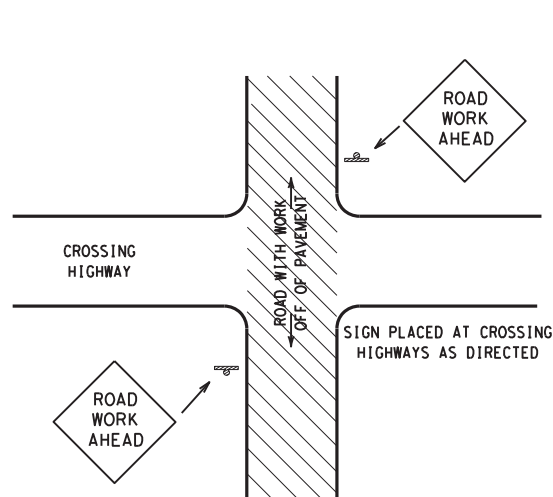 ROAD
WORK
AHEAD
CROSSING
HIGHWAY
ROAD WITH WORK
OFF OF PAVEMENT
SIGN PLACED AT CROSSING
HIGHWAYS AS DIRECTED
ROAD
WORK
AHEAD